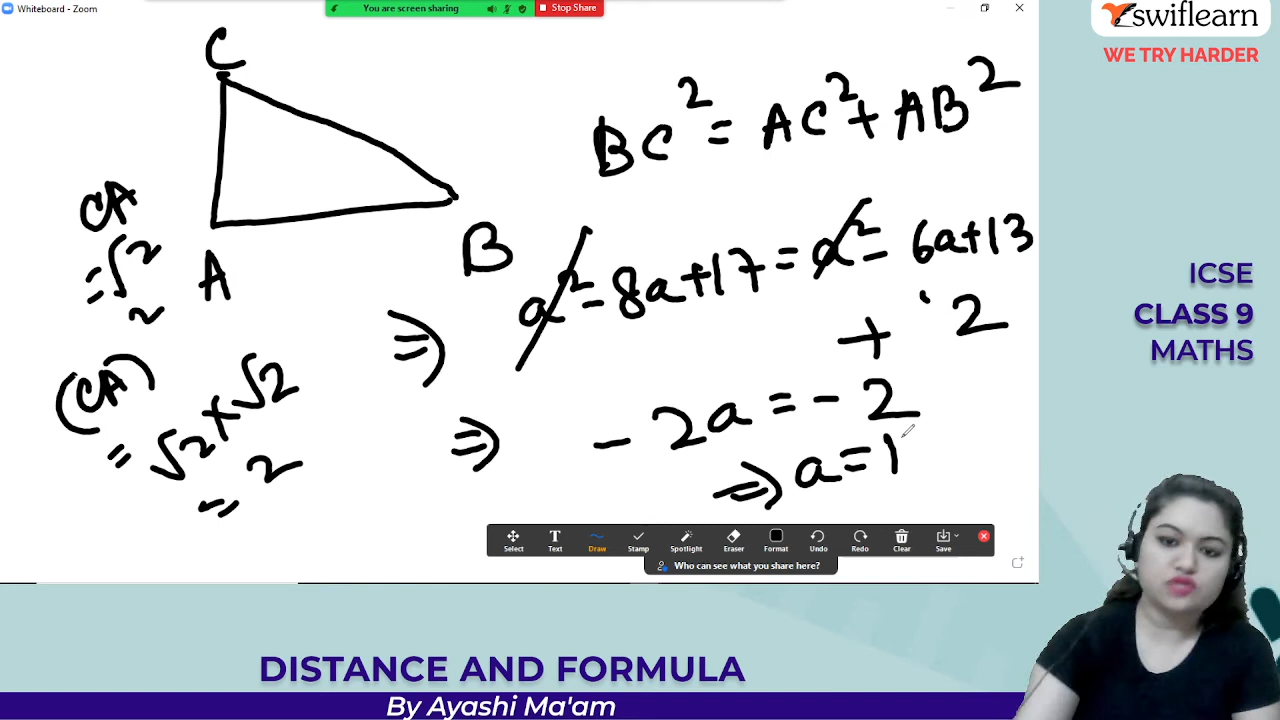 Whiteboard - Zoom
You are screen sharing
Stop Share
swiflearn
WE TRY HARDER
C
A
B
CA
= √2
2
(CA)
= √2 × √2
= 2
BC² = AC² + AB²
a² = 8a + 17 = a² - 6a + 13
+ 2
⇒
⇒ - 2a = - 2
⇒ a = 1
ICSE
CLASS 9
MATHS
Select
Text
Draw
Stamp
Spotlight
Eraser
Format
Undo
Redo
Clear
Save
Who can see what you share here?
DISTANCE AND FORMULA
By Ayashi Ma'am